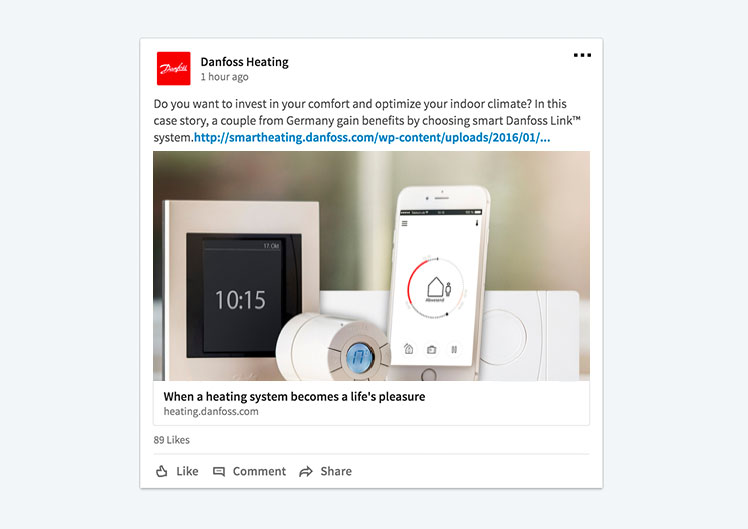 Danfoss
Danfoss Heating
1 hour ago
Do you want to invest in your comfort and optimize your indoor climate? In this
case story, a couple from Germany gain benefits by choosing smart Danfoss Link™
system.http://smartheating.danfoss.com/wp-content/uploads/2016/01/...
10:15
17
Abwesend
When a heating system becomes a life's pleasure
heating.danfoss.com
89 Likes
Like Comment Share